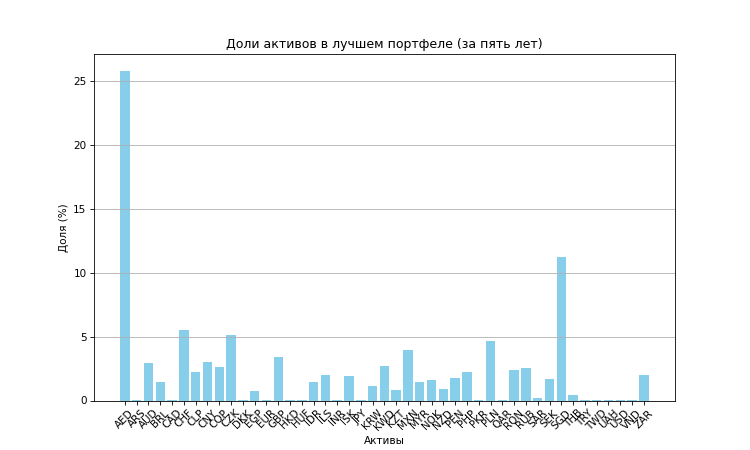 Доли активов в лучшем портфеле (за пять лет)
Доля (%)
25
20
15
10
5
0
AED
ARS
AUD
BRL
CAD
CHF
CLP
CNY
COP
CZK
DKK
EGP
EUR
GBP
HKD
HUF
IDR
ILS
INR
ISK
JPY
KRW
KWD
KZT
MXN
MYR
NOK
NZD
PEN
PHP
PKR
PLN
QAR
RON
RUB
SAR
SEK
SGD
THB
TRY
TWD
UAH
USD
VND
ZAR
Активы